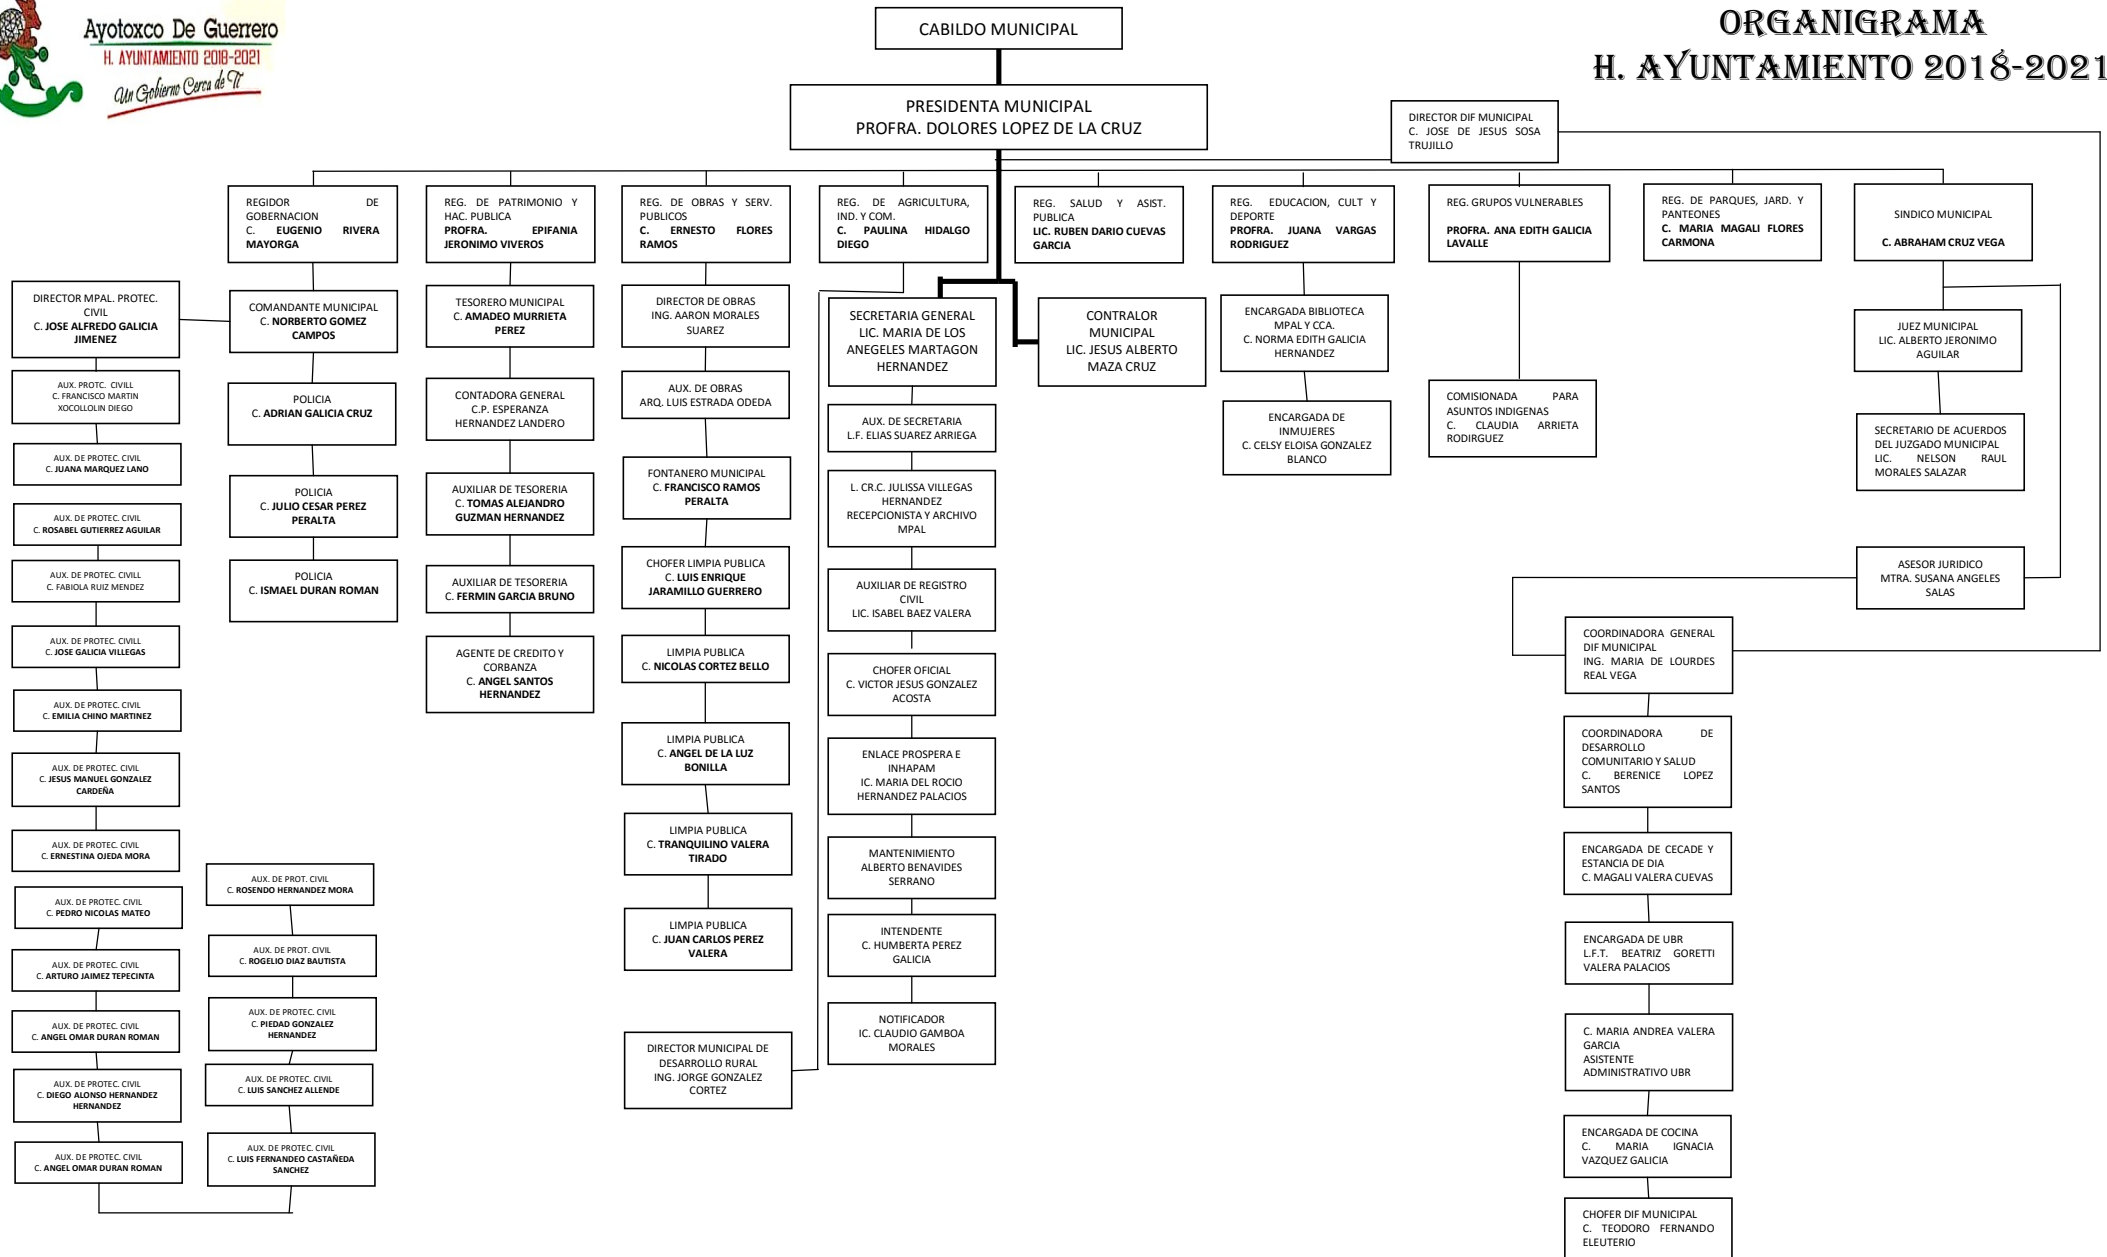 Ayotoxco De Guerrero
H. AYUNTAMIENTO 2018-2021
Un Gobierno Cerca de Ti
ORGANIGRAMA
H. AYUNTAMIENTO 2018-2021
CABILDO MUNICIPAL
PRESIDENTA MUNICIPAL
PROFRA. DOLORES LOPEZ DE LA CRUZ
DIRECTOR DIF MUNICIPAL
C. JOSE DE JESUS SOSA
TRUJILLO
REGIDOR DE
GOBERNACION
C. EUGENIO RIVERA
MAYORGA
REG. DE PATRIMONIO Y
HAC. PUBLICA
PROFRA. EPIFANIA
JERONIMO VIVEROS
REG. DE OBRAS Y SERV.
PUBLICOS
C. ERNESTO FLORES
RAMOS
REG. DE AGRICULTURA,
IND. Y COM.
C. PAULINA HIDALGO
DIEGO
REG. SALUD Y ASIST.
PUBLICA
LIC. RUBEN DARIO CUEVAS
GARCIA
REG. EDUCACION, CULT Y
DEPORTE
PROFRA. JUANA VARGAS
RODRIGUEZ
REG. GRUPOS VULNERABLES
PROFRA. ANA EDITH GALICIA
LAVALLE
REG. DE PARQUES, JARD. Y
PANTEONES
C. MARIA MAGALI FLORES
CARMONA
SINDICO MUNICIPAL
C. ABRAHAM CRUZ VEGA
DIRECTOR MPAL. PROTEC.
CIVIL
C. JOSE ALFREDO GALICIA
JIMENEZ
AUX. PROTC. CIVILL
C. FRANCISCO MARTIN
XOCOLLOLIN DIEGO
AUX. DE PROTEC. CIVIL
C. JUANA MARQUEZ LANO
AUX. DE PROTEC. CIVIL
C. ROSABEL GUTIERREZ AGUILAR
AUX. DE PROTEC. CIVILL
C. FABIOLA RUIZ MENDEZ
AUX. DE PROTEC. CIVILL
C. JOSE GALICIA VILLEGAS
AUX. DE PROTEC. CIVIL
C. EMILIA CHINO MARTINEZ
AUX. DE PROTEC. CIVIL
C. JESUS MANUEL GONZALEZ
CARDEÑA
AUX. DE PROTEC. CIVIL
C. ERNESTINA OJEDA MORA
AUX. DE PROTEC. CIVIL
C. PEDRO NICOLAS MATEO
AUX. DE PROTEC. CIVIL
C. ARTURO JAIMEZ TEPECINTA
AUX. DE PROTEC. CIVIL
C. ANGEL OMAR DURAN ROMAN
AUX. DE PROTEC. CIVIL
C. DIEGO ALONSO HERNANDEZ
HERNANDEZ
AUX. DE PROTEC. CIVIL
C. ANGEL OMAR DURAN ROMAN
AUX. DE PROT. CIVIL
C. ROSENDO HERNANDEZ MORA
AUX. DE PROT. CIVIL
C. ROGELIO DIAZ BAUTISTA
AUX. DE PROTEC. CIVIL
C. PIEDAD GONZALEZ
HERNANDEZ
AUX. DE PROTEC. CIVIL
C. LUIS SANCHEZ ALLENDE
AUX. DE PROTEC. CIVIL
C. LUIS FERNANDEO CASTAÑEDA
SANCHEZ
COMANDANTE MUNICIPAL
C. NORBERTO GOMEZ
CAMPOS
POLICIA
C. ADRIAN GALICIA CRUZ
POLICIA
C. JULIO CESAR PEREZ
PERALTA
POLICIA
C. ISMAEL DURAN ROMAN
TESORERO MUNICIPAL
C. AMADEO MURRIETA
PEREZ
CONTADORA GENERAL
C.P. ESPERANZA
HERNANDEZ LANDERO
AUXILIAR DE TESORERIA
C. TOMAS ALEJANDRO
GUZMAN HERNANDEZ
AUXILIAR DE TESORERIA
C. FERMIN GARCIA BRUNO
AGENTE DE CREDITO Y
CORBANZA
C. ANGEL SANTOS
HERNANDEZ
DIRECTOR DE OBRAS
ING. AARON MORALES
SUAREZ
AUX. DE OBRAS
ARQ. LUIS ESTRADA ODEDA
FONTANERO MUNICIPAL
C. FRANCISCO RAMOS
PERALTA
CHOFER LIMPIA PUBLICA
C. LUIS ENRIQUE
JARAMILLO GUERRERO
LIMPIA PUBLICA
C. NICOLAS CORTEZ BELLO
LIMPIA PUBLICA
C. ANGEL DE LA LUZ
BONILLA
LIMPIA PUBLICA
C. TRANQUILINO VALERA
TIRADO
LIMPIA PUBLICA
C. JUAN CARLOS PEREZ
VALERA
DIRECTOR MUNICIPAL DE
DESARROLLO RURAL
ING. JORGE GONZALEZ
CORTEZ
SECRETARIA GENERAL
LIC. MARIA DE LOS
ANEGELES MARTAGON
HERNANDEZ
AUX. DE SECRETARIA
L.F. ELIAS SUAREZ ARRIEGA
L. CR.C. JULISSA VILLEGAS
HERNANDEZ
RECEPCIONISTA Y ARCHIVO
MPAL
AUXILIAR DE REGISTRO
CIVIL
LIC. ISABEL BAEZ VALERA
CHOFER OFICIAL
C. VICTOR JESUS GONZALEZ
ACOSTA
ENLACE PROSPERA E
INHAPAM
IC. MARIA DEL ROCIO
HERNANDEZ PALACIOS
MANTENIMIENTO
ALBERTO BENAVIDES
SERRANO
INTENDENTE
C. HUMBERTA PEREZ
GALICIA
NOTIFICADOR
IC. CLAUDIO GAMBOA
MORALES
CONTRALOR
MUNICIPAL
LIC. JESUS ALBERTO
MAZA CRUZ
ENCARGADA BIBLIOTECA
MPAL Y CCA.
C. NORMA EDITH GALICIA
HERNANDEZ
ENCARGADA DE
INMUJERES
C. CELSY ELOISA GONZALEZ
BLANCO
COMISIONADA PARA
ASUNTOS INDIGENAS
C. CLAUDIA ARRIETA
RODIRGUEZ
JUEZ MUNICIPAL
LIC. ALBERTO JERONIMO
AGUILAR
SECRETARIO DE ACUERDOS
DEL JUZGADO MUNICIPAL
LIC. NELSON RAUL
MORALES SALAZAR
ASESOR JURIDICO
MTRA. SUSANA ANGELES
SALAS
COORDINADORA GENERAL
DIF MUNICIPAL
ING. MARIA DE LOURDES
REAL VEGA
COORDINADORA DE
DESARROLLO
COMUNITARIO Y SALUD
C. BERENICE LOPEZ
SANTOS
ENCARGADA DE CECADE Y
ESTANCIA DE DIA
C. MAGALI VALERA CUEVAS
ENCARGADA DE UBR
L.F.T. BEATRIZ GORETTI
VALERA PALACIOS
C. MARIA ANDREA VALERA
GARCIA
ASISTENTE
ADMINISTRATIVO UBR
ENCARGADA DE COCINA
C. MARIA IGNACIA
VAZQUEZ GALICIA
CHOFER DIF MUNICIPAL
C. TEODORO FERNANDO
ELEUTERIO